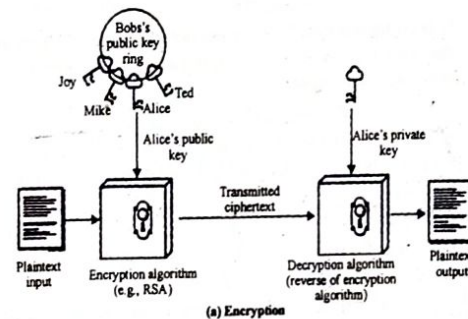 Bobs's
public key
ring
Joy
Mike
Alice
Ted
Alice's public
key
Alice's private
key
Transmitted
ciphertext
Plaintext
input
Encryption algorithm
(e.g., RSA)
Decryption algorithm
(reverse of encryption
algorithm)
Plaintext
output
(a) Encryption